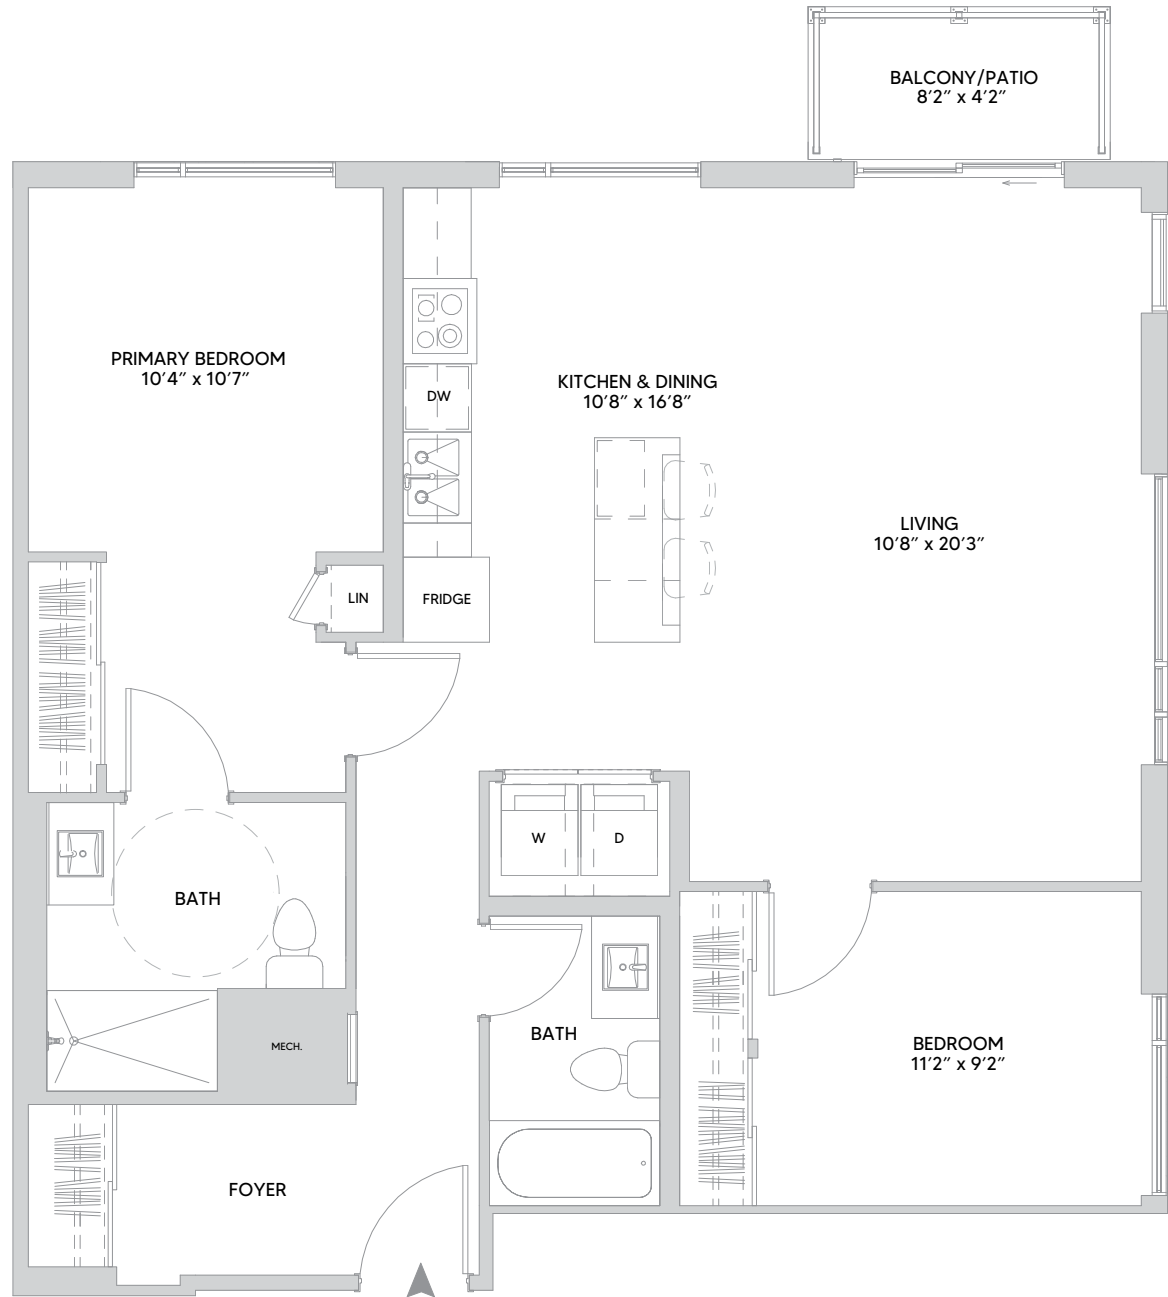 BALCONY/PATIO
8'2" x 4'2"
PRIMARY BEDROOM
10'4" x 10'7"
KITCHEN & DINING
10'8" x 16'8"
DW
LIVING
10'8" x 20'3"
LIN
FRIDGE
W
D
BATH
BATH
MECH.
BEDROOM
11'2" x 9'2"
FOYER